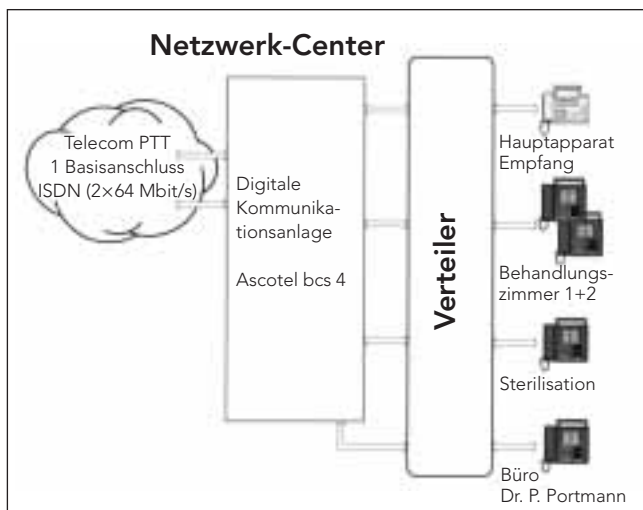 Netzwerk-Center
Telecom PTT
1 Basisanschluss
ISDN (2×64 Mbit/s)
Digitale
Kommunika-
tionsanlage
Ascotel bcs 4
Verteiler
Hauptapparat
Empfang
Behandlungs-
zimmer 1+2
Sterilisation
Büro
Dr. P. Portmann